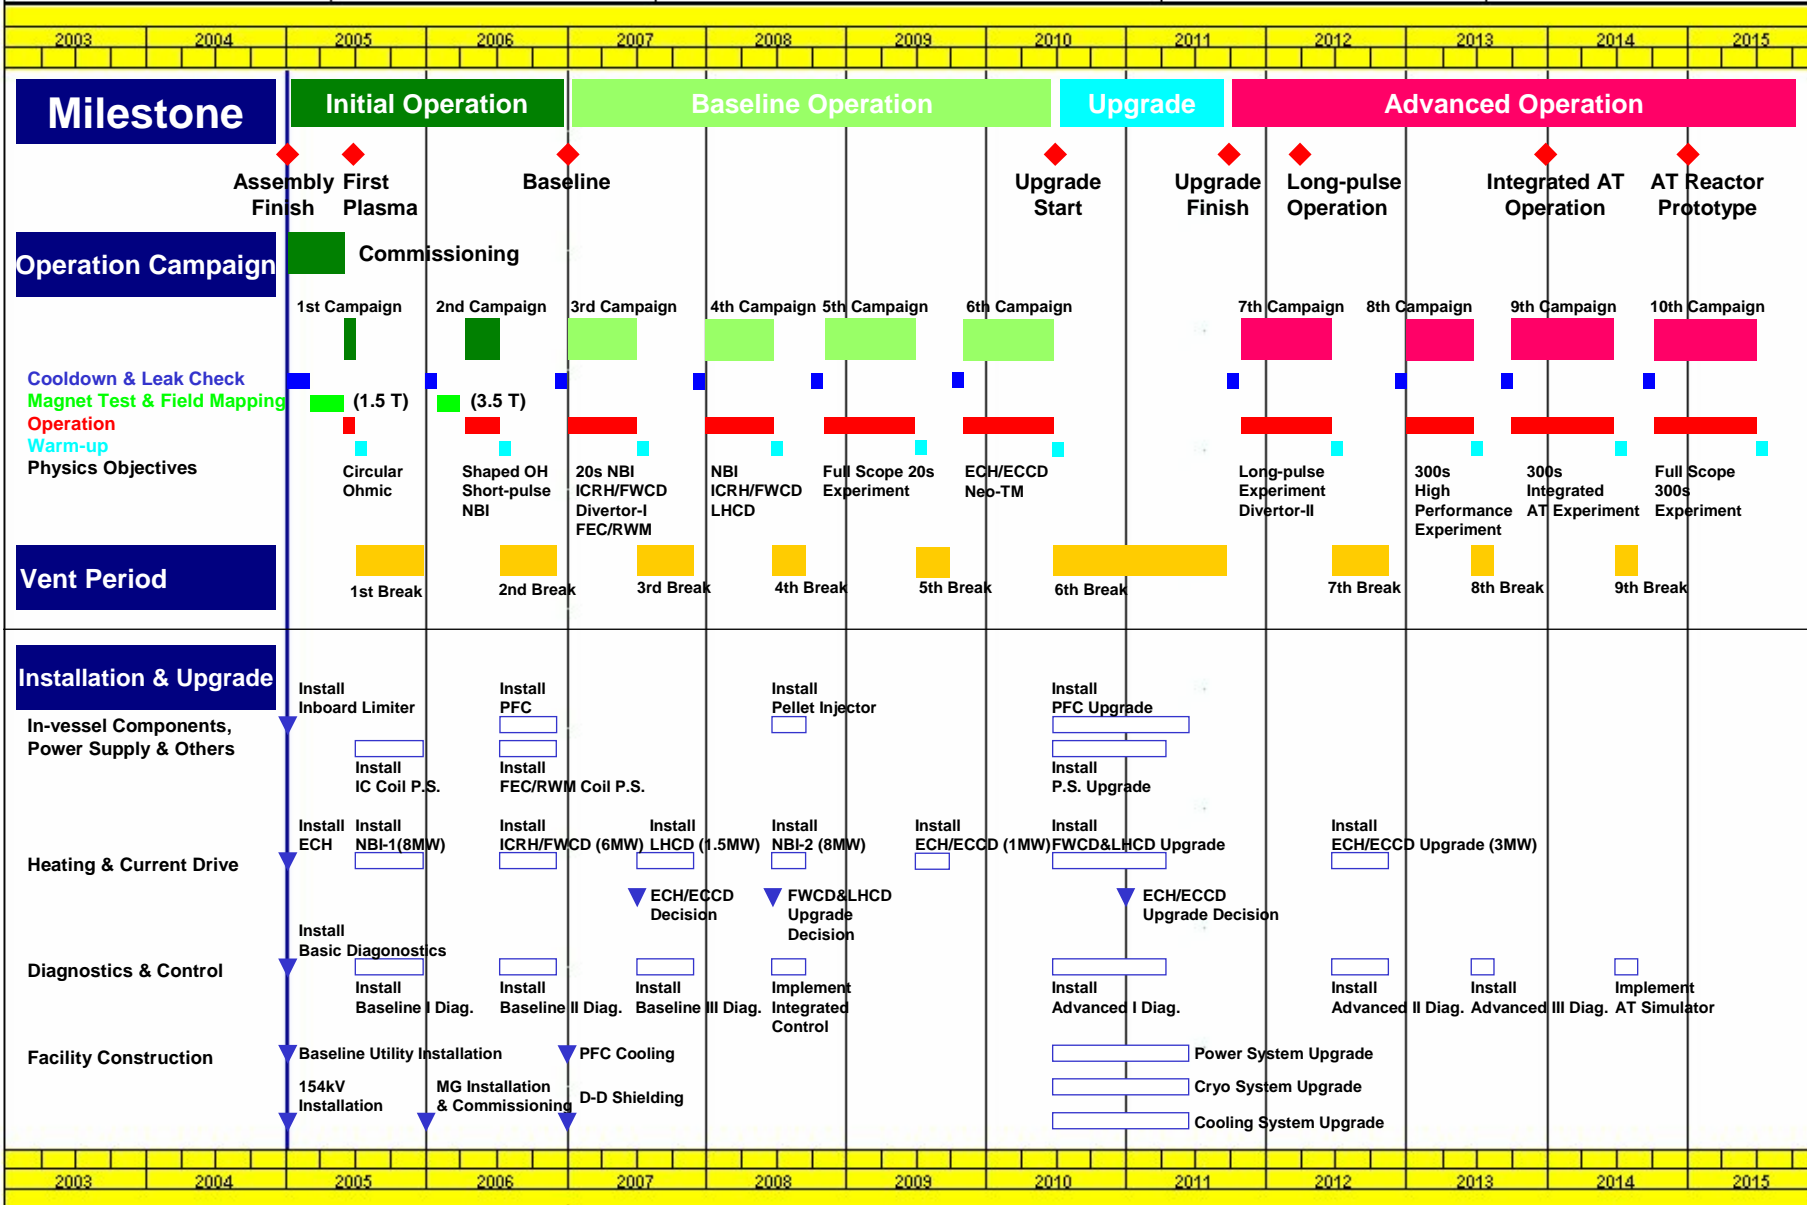 2003 2004 2005 2006 2007 2008 2009 2010 2011 2012 2013 2014 2015
Milestone
Initial Operation Baseline Operation Upgrade Advanced Operation
Assembly First Baseline Upgrade Upgrade Long-pulse Integrated AT AT Reactor
Finish Plasma Start Finish Operation Operation Prototype
Operation Campaign
Commissioning
1st Campaign 2nd Campaign 3rd Campaign 4th Campaign 5th Campaign 6th Campaign 7th Campaign 8th Campaign 9th Campaign 10th Campaign
Cooldown & Leak Check
Magnet Test & Field Mapping (1.5 T) (3.5 T)
Operation
Warm-up
Physics Objectives
Circular Shaped OH 20s NBI NBI Full Scope 20s ECH/ECCD Long-pulse 300s 300s Full Scope
Ohmic Short-pulse ICRH/FWCD ICRH/FWCD Experiment Neo-TM Experiment High Integrated 300s
NBI Divertor-I LHCD Divertor-II Performance AT Experiment Experiment
FEC/RWM Experiment
Vent Period
1st Break 2nd Break 3rd Break 4th Break 5th Break 6th Break 7th Break 8th Break 9th Break
Installation & Upgrade
Install Install Install Install
Inboard Limiter PFC Pellet Injector PFC Upgrade
In-vessel Components,
Power Supply & Others
Install Install Install
IC Coil P.S. FEC/RWM Coil P.S. P.S. Upgrade
Install Install Install Install Install Install Install Install
ECH NBI-1(8MW) ICRH/FWCD (6MW) LHCD (1.5MW) NBI-2 (8MW) ECH/ECCD (1MW) FWCD&LHCD Upgrade ECH/ECCD Upgrade (3MW)
Heating & Current Drive
ECH/ECCD FWCD&LHCD ECH/ECCD
Decision Upgrade Upgrade Decision
Decision
Install
Basic Diagonostics
Diagnostics & Control
Install Install Install Implement Install Install Install Implement
Baseline I Diag. Baseline II Diag. Baseline III Diag. Integrated Advanced I Diag. Advanced II Diag. Advanced III Diag. AT Simulator
Control
Facility Construction
Baseline Utility Installation PFC Cooling Power System Upgrade
154kV MG Installation Cryo System Upgrade
Installation & Commissioning D-D Shielding
Cooling System Upgrade
2003 2004 2005 2006 2007 2008 2009 2010 2011 2012 2013 2014 2015